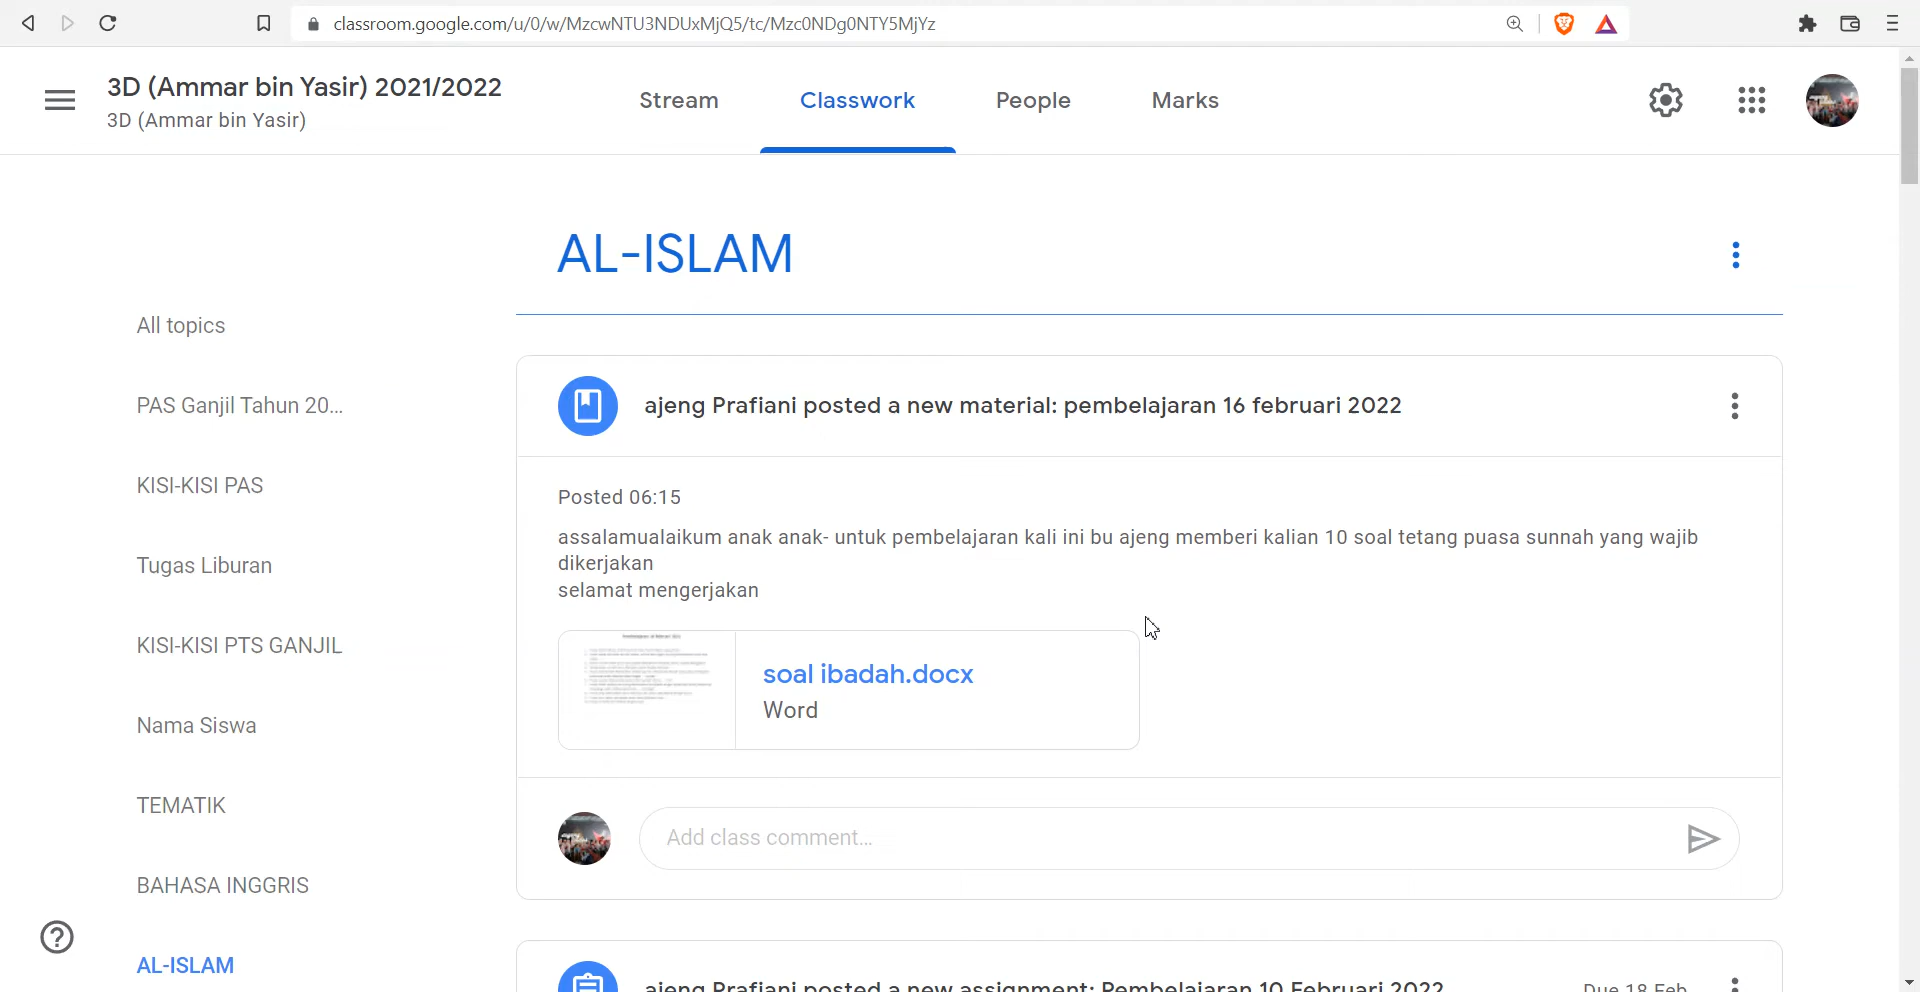 classroom.google.com/u/0/w/MzcwNTU3NDUxMjQ5/tc/Mzc0NDg0NTY5MjYz
3D (Ammar bin Yasir) 2021/2022
3D (Ammar bin Yasir)
Stream
Classwork
People
Marks
AL-ISLAM
All topics
PAS Ganjil Tahun 20...
KISI-KISI PAS
Tugas Liburan
KISI-KISI PTS GANJIL
Nama Siswa
TEMATIK
BAHASA INGGRIS
AL-ISLAM
ajeng Prafiani posted a new material: pembelajaran 16 februari 2022
Posted 06:15
assalamualaikum anak anak- untuk pembelajaran kali ini bu ajeng memberi kalian 10 soal tetang puasa sunnah yang wajib
dikerjakan
selamat mengerjakan
soal ibadah.docx
Word
Add class comment...
ajeng Prafiani posted a new assignment: Pembelajaran 10 Februari 2022
Due 18 Feb